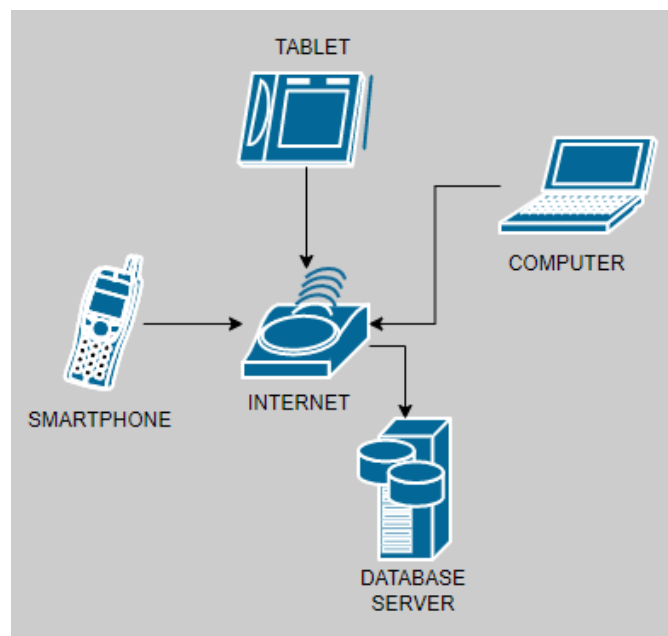 TABLET
COMPUTER
INTERNET
SMARTPHONE
DATABASE
SERVER